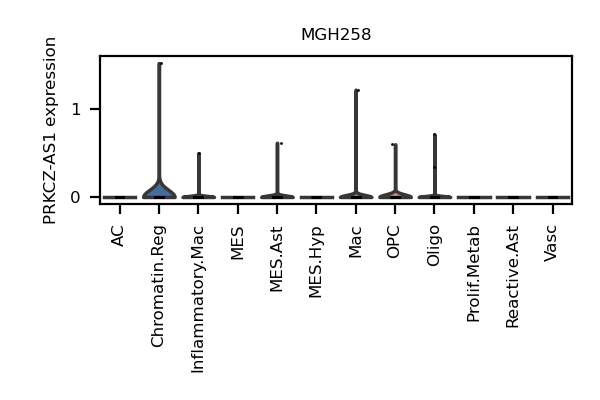 MGH258
PRKCZ-AS1 expression
1
0
AC
Chromatin.Reg
Inflammatory.Mac
MES
MES.Ast
MES.Hyp
Mac
OPC
Oligo
Prolif.Metab
Reactive.Ast
Vasc